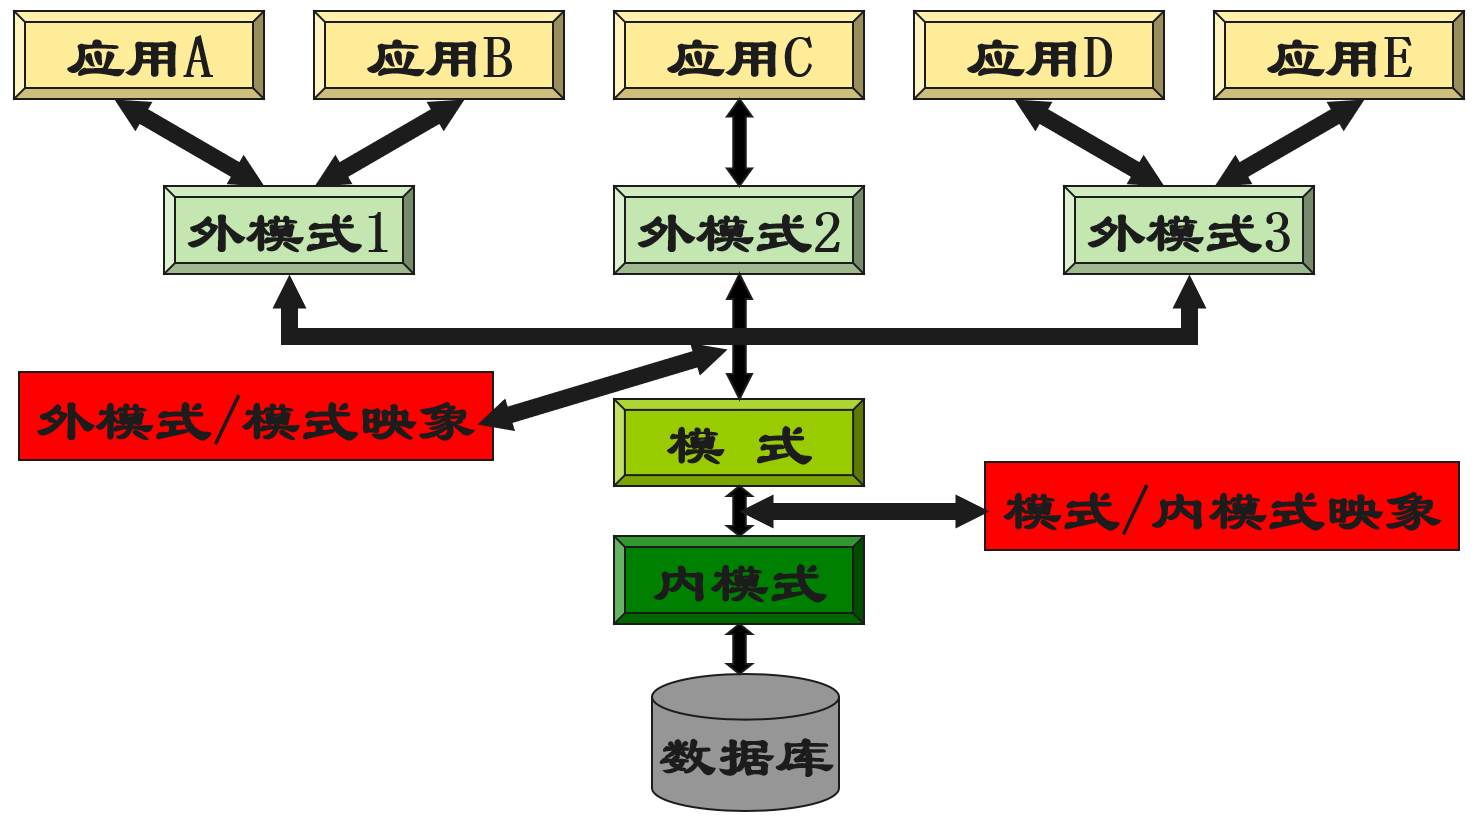 应用A
应用B
应用C
应用D
应用E
外模式1
外模式2
外模式3
外模式/模式映象
模 式
模式/内模式映象
内模式
数据库